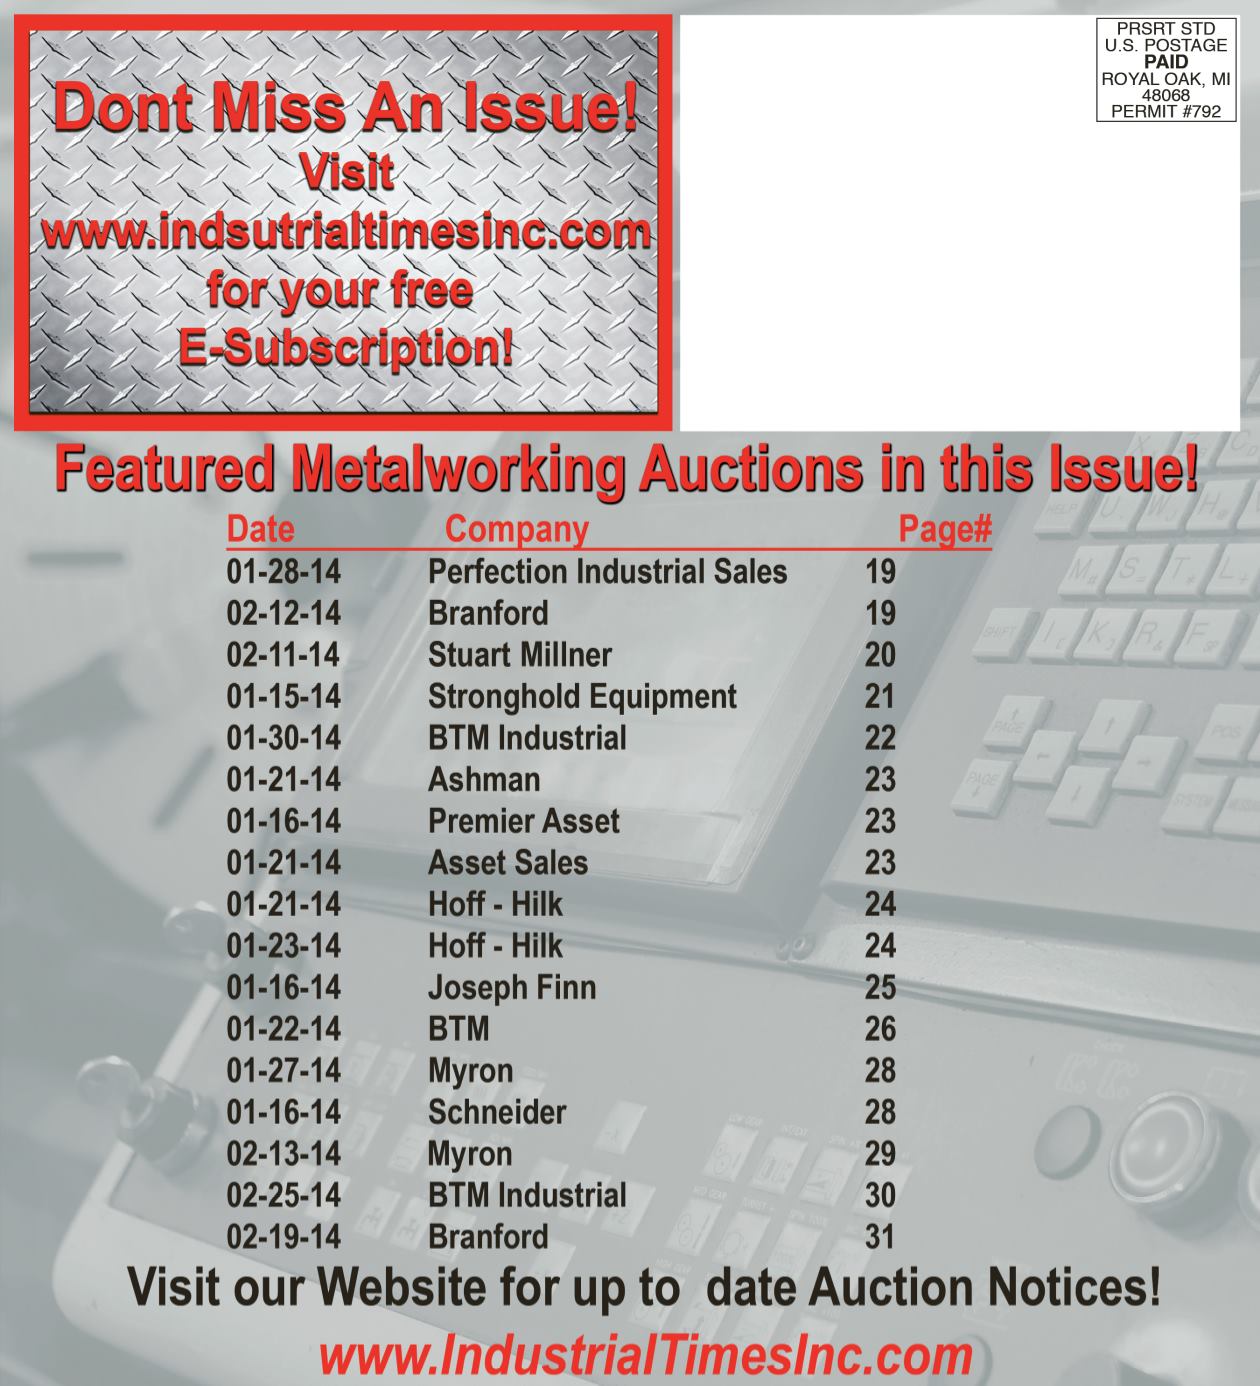 Dont Miss An Issue!
Visit
www.indsutrialtimesinc.com
for your free
E-Subscription!
PRSRT STD
U.S. POSTAGE
PAID
ROYAL OAK, MI
48068
PERMIT #792
Featured Metalworking Auctions in this Issue!
Date Company Page#
01-28-14 Perfection Industrial Sales 19
02-12-14 Branford 19
02-11-14 Stuart Millner 20
01-15-14 Stronghold Equipment 21
01-30-14 BTM Industrial 22
01-21-14 Ashman 23
01-16-14 Premier Asset 23
01-21-14 Asset Sales 23
01-21-14 Hoff - Hilk 24
01-23-14 Hoff - Hilk 24
01-16-14 Joseph Finn 25
01-22-14 BTM 26
01-27-14 Myron 28
01-16-14 Schneider 28
02-13-14 Myron 29
02-25-14 BTM Industrial 30
02-19-14 Branford 31
Visit our Website for up to date Auction Notices!
www.IndustrialTimesInc.com
HELP
SHIFT
PAGE
PAGE
POS
SYSTEM